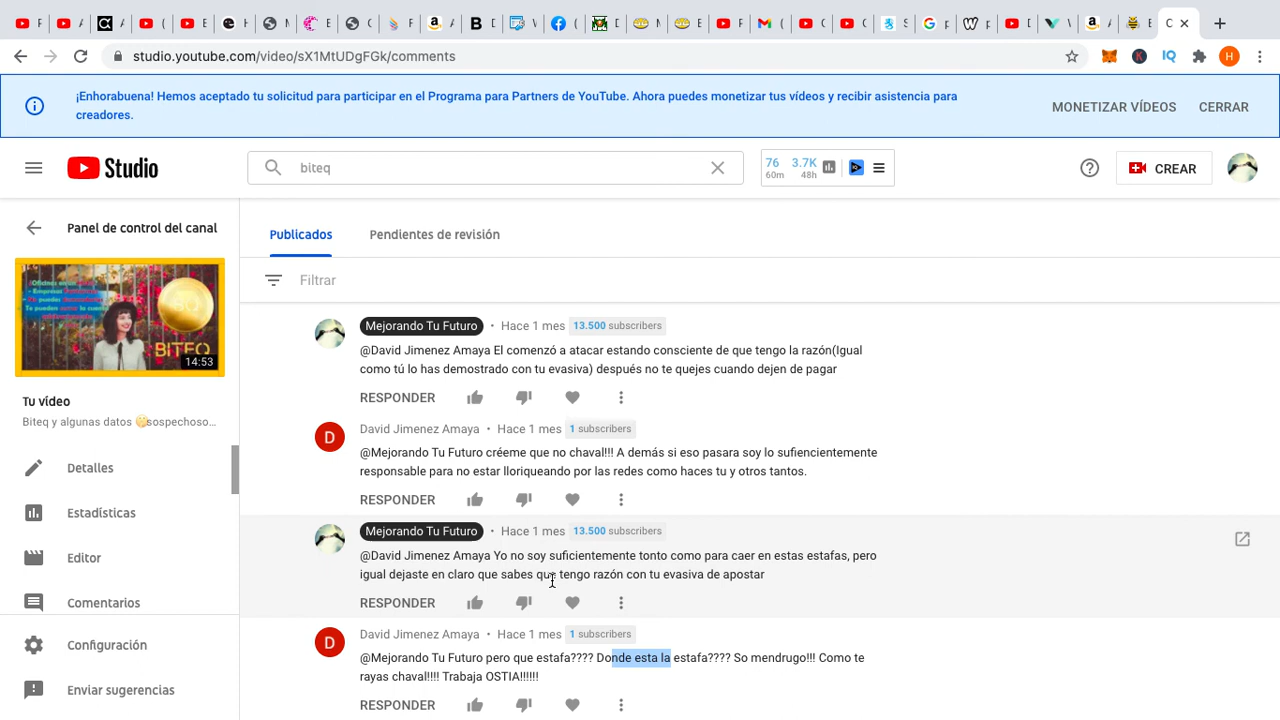 studio.youtube.com/video/sX1MtUDgFGk/comments
¡Enhorabuena! Hemos aceptado tu solicitud para participar en el Programa para Partners de YouTube. Ahora puedes monetizar tus vídeos y recibir asistencia para
creadores.
MONETIZAR VÍDEOS
CERRAR
Studio
biteq
76 3.7K
60m 48h
CREAR
Panel de control del canal
BITEQ
14:53
Tu vídeo
Biteq y algunas datos 🤔sospechoso...
Detalles
Estadísticas
Editor
Comentarios
Configuración
Enviar sugerencias
Publicados
Pendientes de revisión
Filtrar
Mejorando Tu Futuro • Hace 1 mes 13.500 subscribers
@David Jimenez Amaya El comenzó a atacar estando consciente de que tengo la razón(Igual
como tú lo has demostrado con tu evasiva) después no te quejes cuando dejen de pagar
RESPONDER
D
David Jimenez Amaya • Hace 1 mes 1 subscribers
@Mejorando Tu Futuro créeme que no chaval!!! A demás si eso pasara soy lo sufiencientemente
responsable para no estar lloriqueando por las redes como haces tu y otros tantos.
RESPONDER
Mejorando Tu Futuro • Hace 1 mes 13.500 subscribers
@David Jimenez Amaya Yo no soy suficientemente tonto como para caer en estas estafas, pero
igual dejaste en claro que sabes que tengo razón con tu evasiva de apostar
RESPONDER
D
David Jimenez Amaya • Hace 1 mes 1 subscribers
@Mejorando Tu Futuro pero que estafa???? Donde esta la estafa???? So mendrugo!!! Como te
rayas chaval!!!! Trabaja OSTIA!!!!!!
RESPONDER